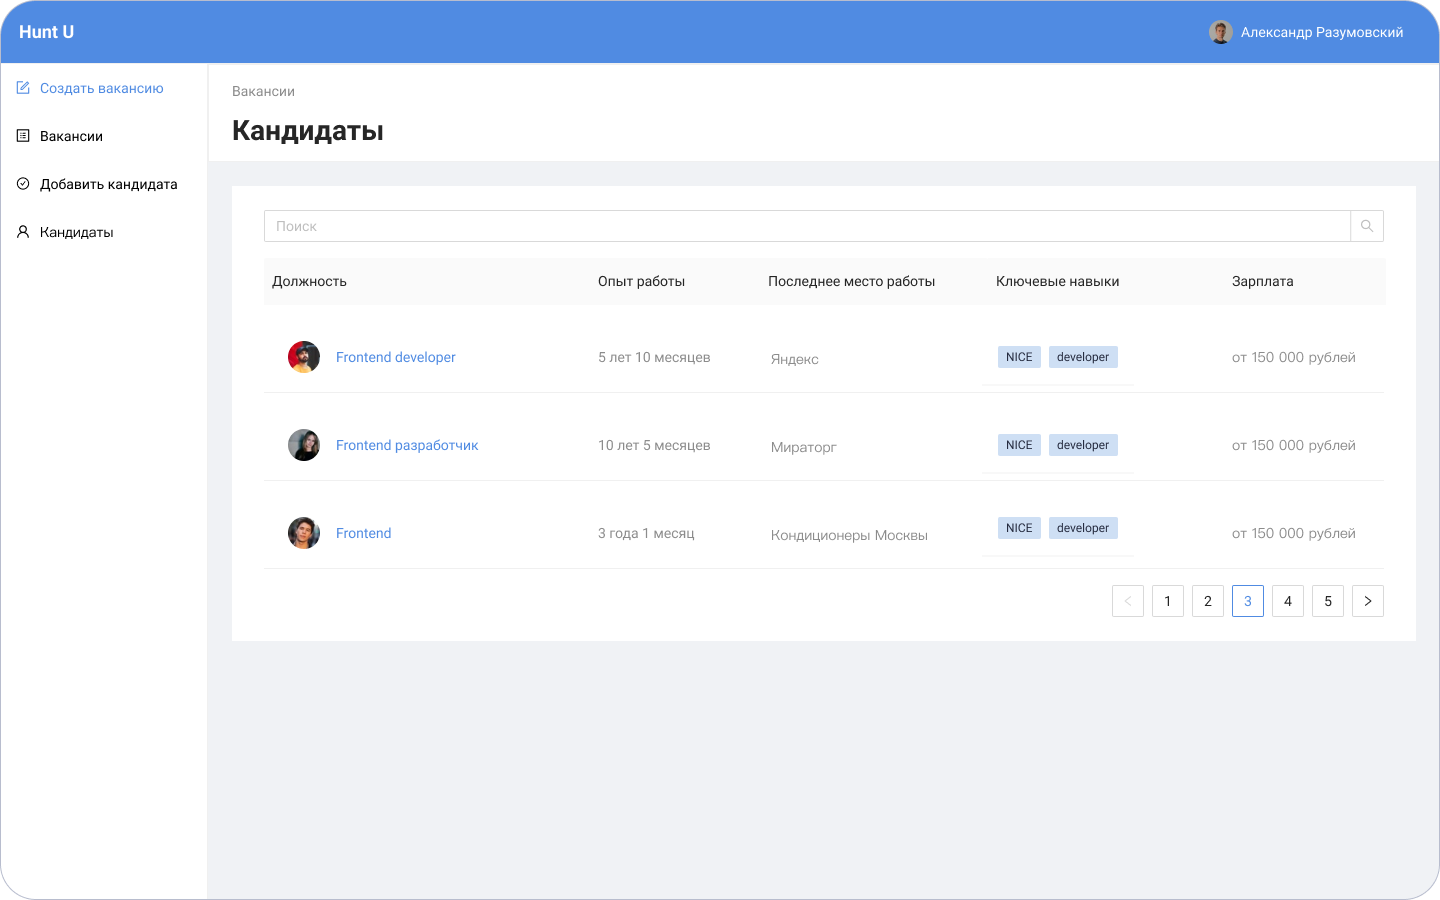 Hunt U
Александр Разумовский
Создать вакансию
Вакансии
Добавить кандидата
Кандидаты
Вакансии
Кандидаты
Поиск
Должность Опыт работы Последнее место работы Ключевые навыки Зарплата
Frontend developer 5 лет 10 месяцев Яндекс NICE developer от 150 000 рублей
Frontend разработчик 10 лет 5 месяцев Мираторг NICE developer от 150 000 рублей
Frontend 3 года 1 месяц Кондиционеры Москвы NICE developer от 150 000 рублей
1 2 3 4 5